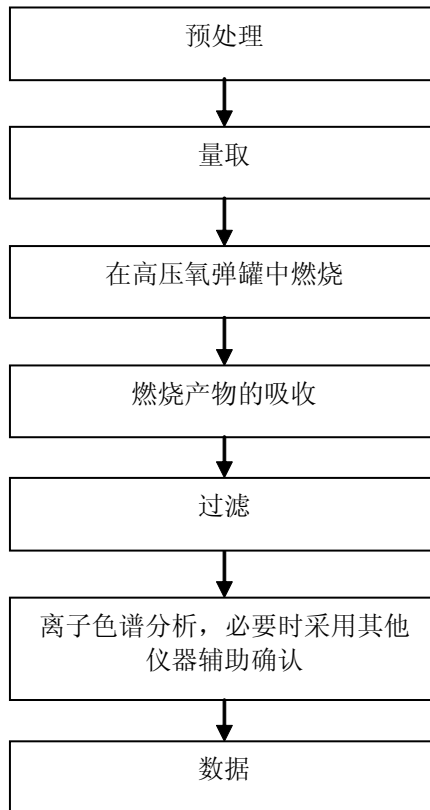 预处理
量取
在高压氧弹罐中燃烧
燃烧产物的吸收
过滤
离子色谱分析，必要时采用其他
仪器辅助确认
数据